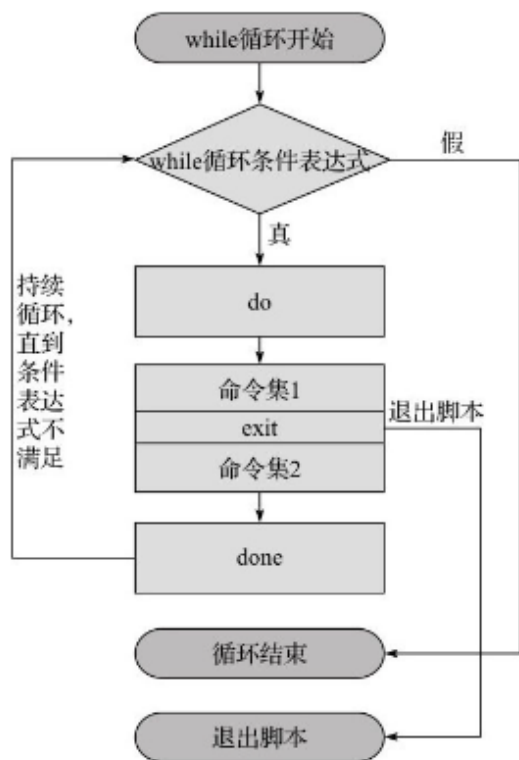 while循环开始
while循环条件表达式
假
真
持续
循环,
直到
条件
表达
式不
满足
do
命令集1
exit
退出脚本
命令集2
done
循环结束
退出脚本